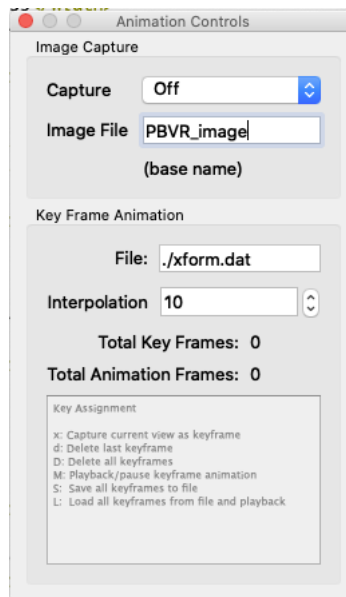 Animation Controls
Image Capture
Capture Off
Image File PBVR_image
(base name)
Key Frame Animation
File: ./xform.dat
Interpolation 10
Total Key Frames: 0
Total Animation Frames: 0
Key Assignment
x: Capture current view as keyframe
d: Delete last keyframe
D: Delete all keyframes
M: Playback/pause keyframe animation
S: Save all keyframes to file
L: Load all keyframes from file and playback